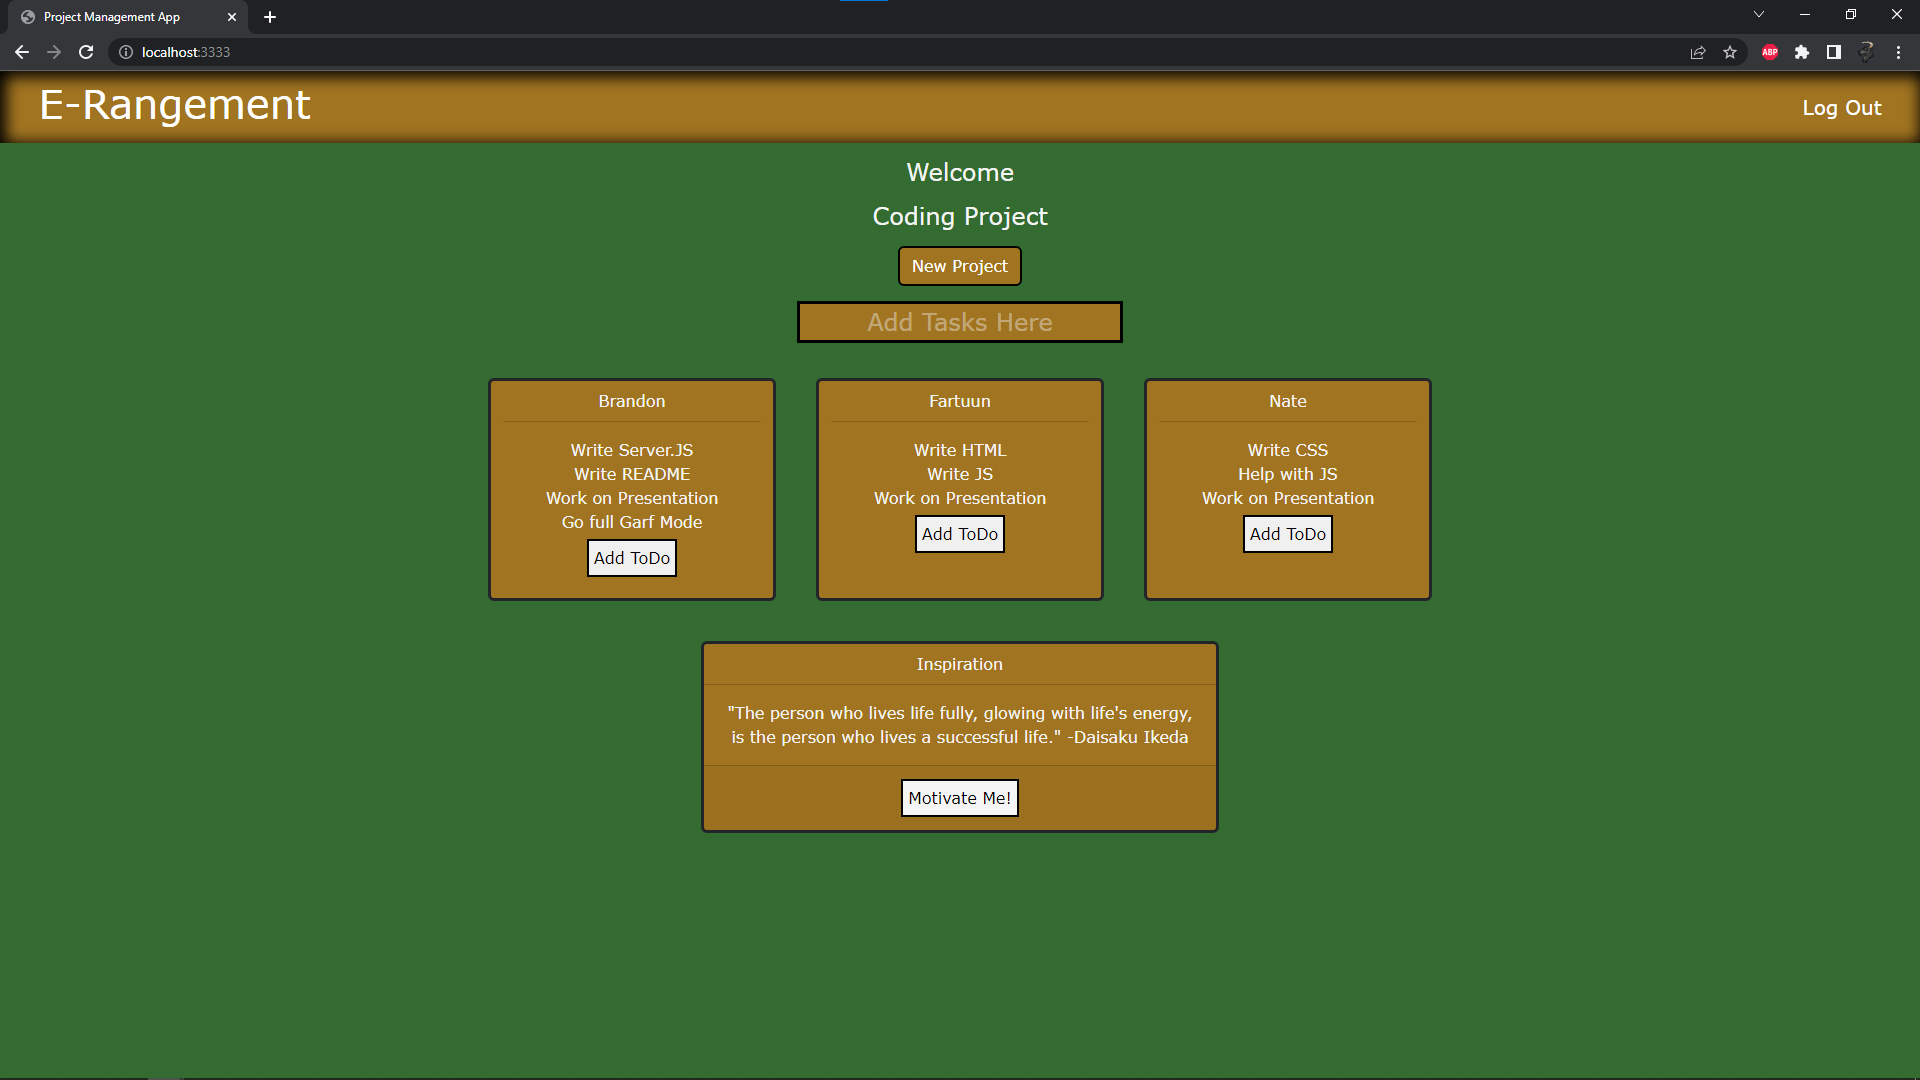 Project Management App
localhost:3333
ABP
E-Rangement
Log Out
Welcome
Coding Project
New Project
Add Tasks Here
Brandon
Write Server.JS
Write README
Work on Presentation
Go full Garf Mode
Add ToDo
Fartuun
Write HTML
Write JS
Work on Presentation
Add ToDo
Nate
Write CSS
Help with JS
Work on Presentation
Add ToDo
Inspiration
"The person who lives life fully, glowing with life's energy,
is the person who lives a successful life." -Daisaku Ikeda
Motivate Me!